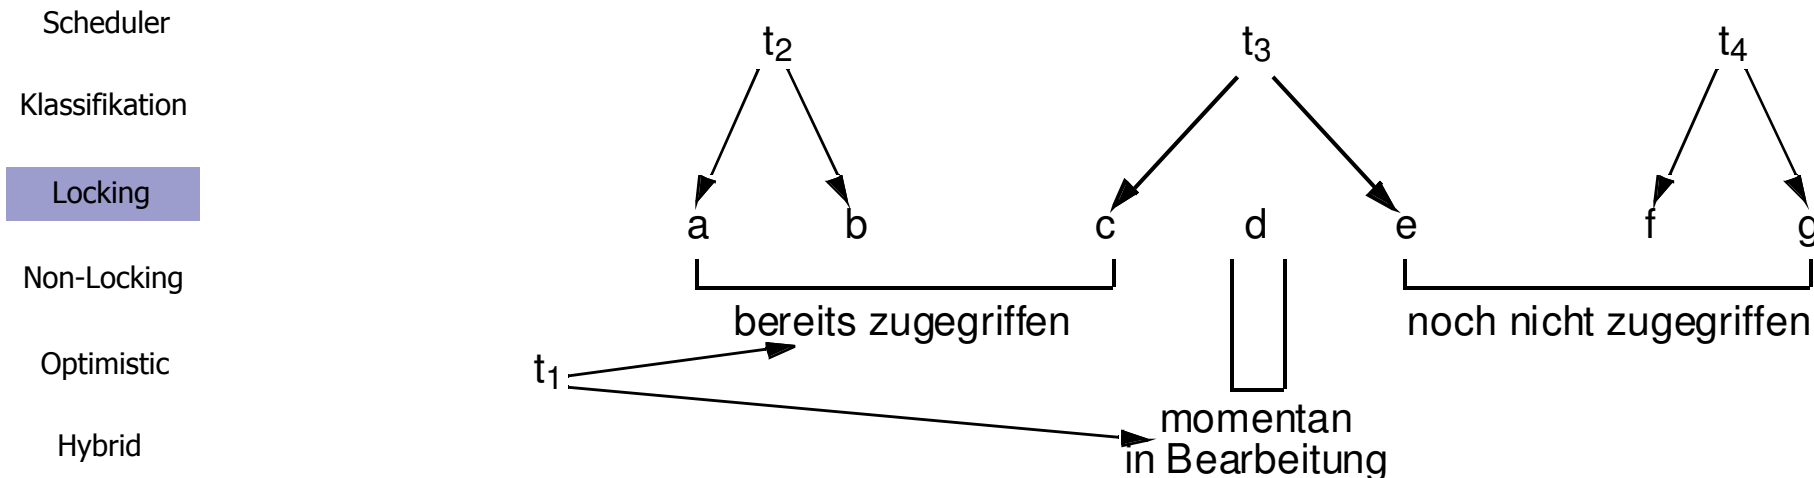 Scheduler
Klassifikation
Locking
Non-Locking
Optimistic
Hybrid
t2 t3 t4
a b c d e f g
bereits zugegriffen noch nicht zugegriffen
t1
momentan
in Bearbeitung